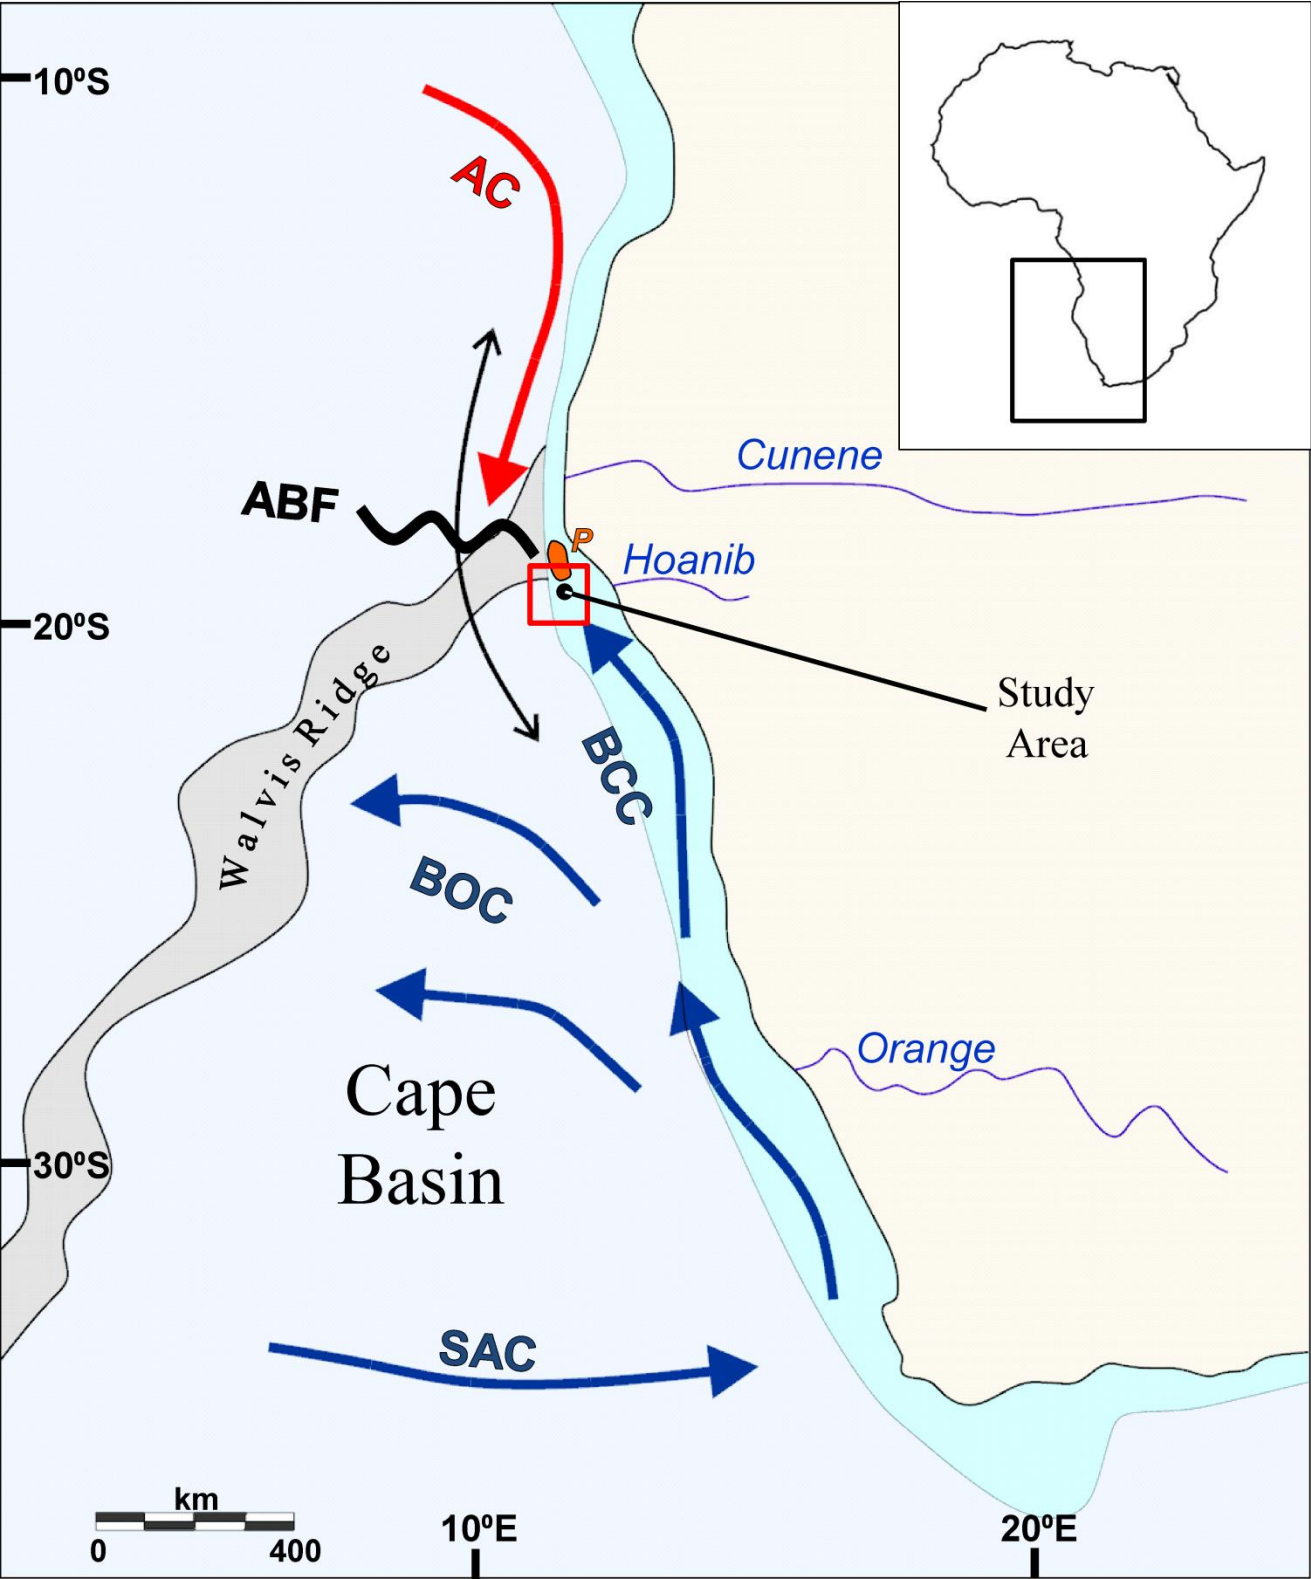 10ºS
AC
Cunene
ABF
P
Hoanib
20ºS
Walvis Ridge
Study
Area
BCC
BOC
Orange
Cape
Basin
30ºS
SAC
km
0 400
10ºE
20ºE